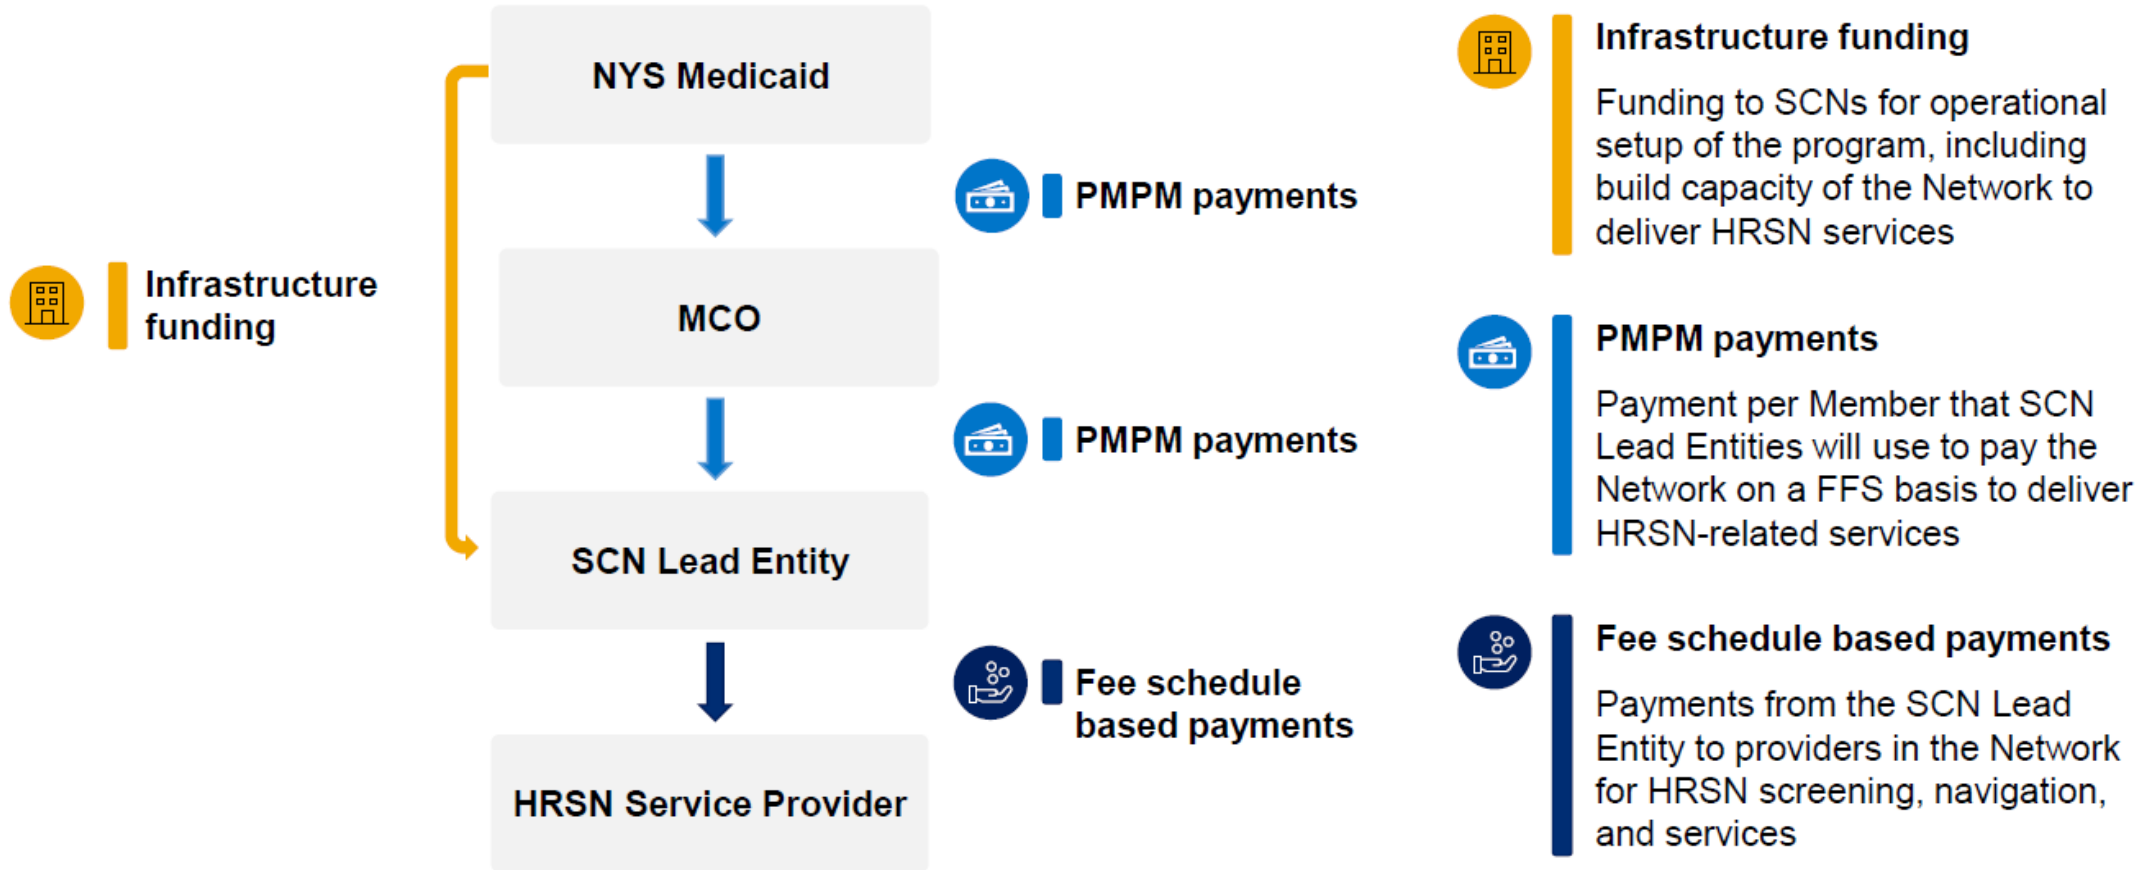 NYS Medicaid
PMPM payments
MCO
Infrastructure
funding
PMPM payments
SCN Lead Entity
Fee schedule
based payments
HRSN Service Provider
Infrastructure funding
Funding to SCNs for operational
setup of the program, including
build capacity of the Network to
deliver HRSN services
PMPM payments
Payment per Member that SCN
Lead Entities will use to pay the
Network on a FFS basis to deliver
HRSN-related services
Fee schedule based payments
Payments from the SCN Lead
Entity to providers in the Network
for HRSN screening, navigation,
and services